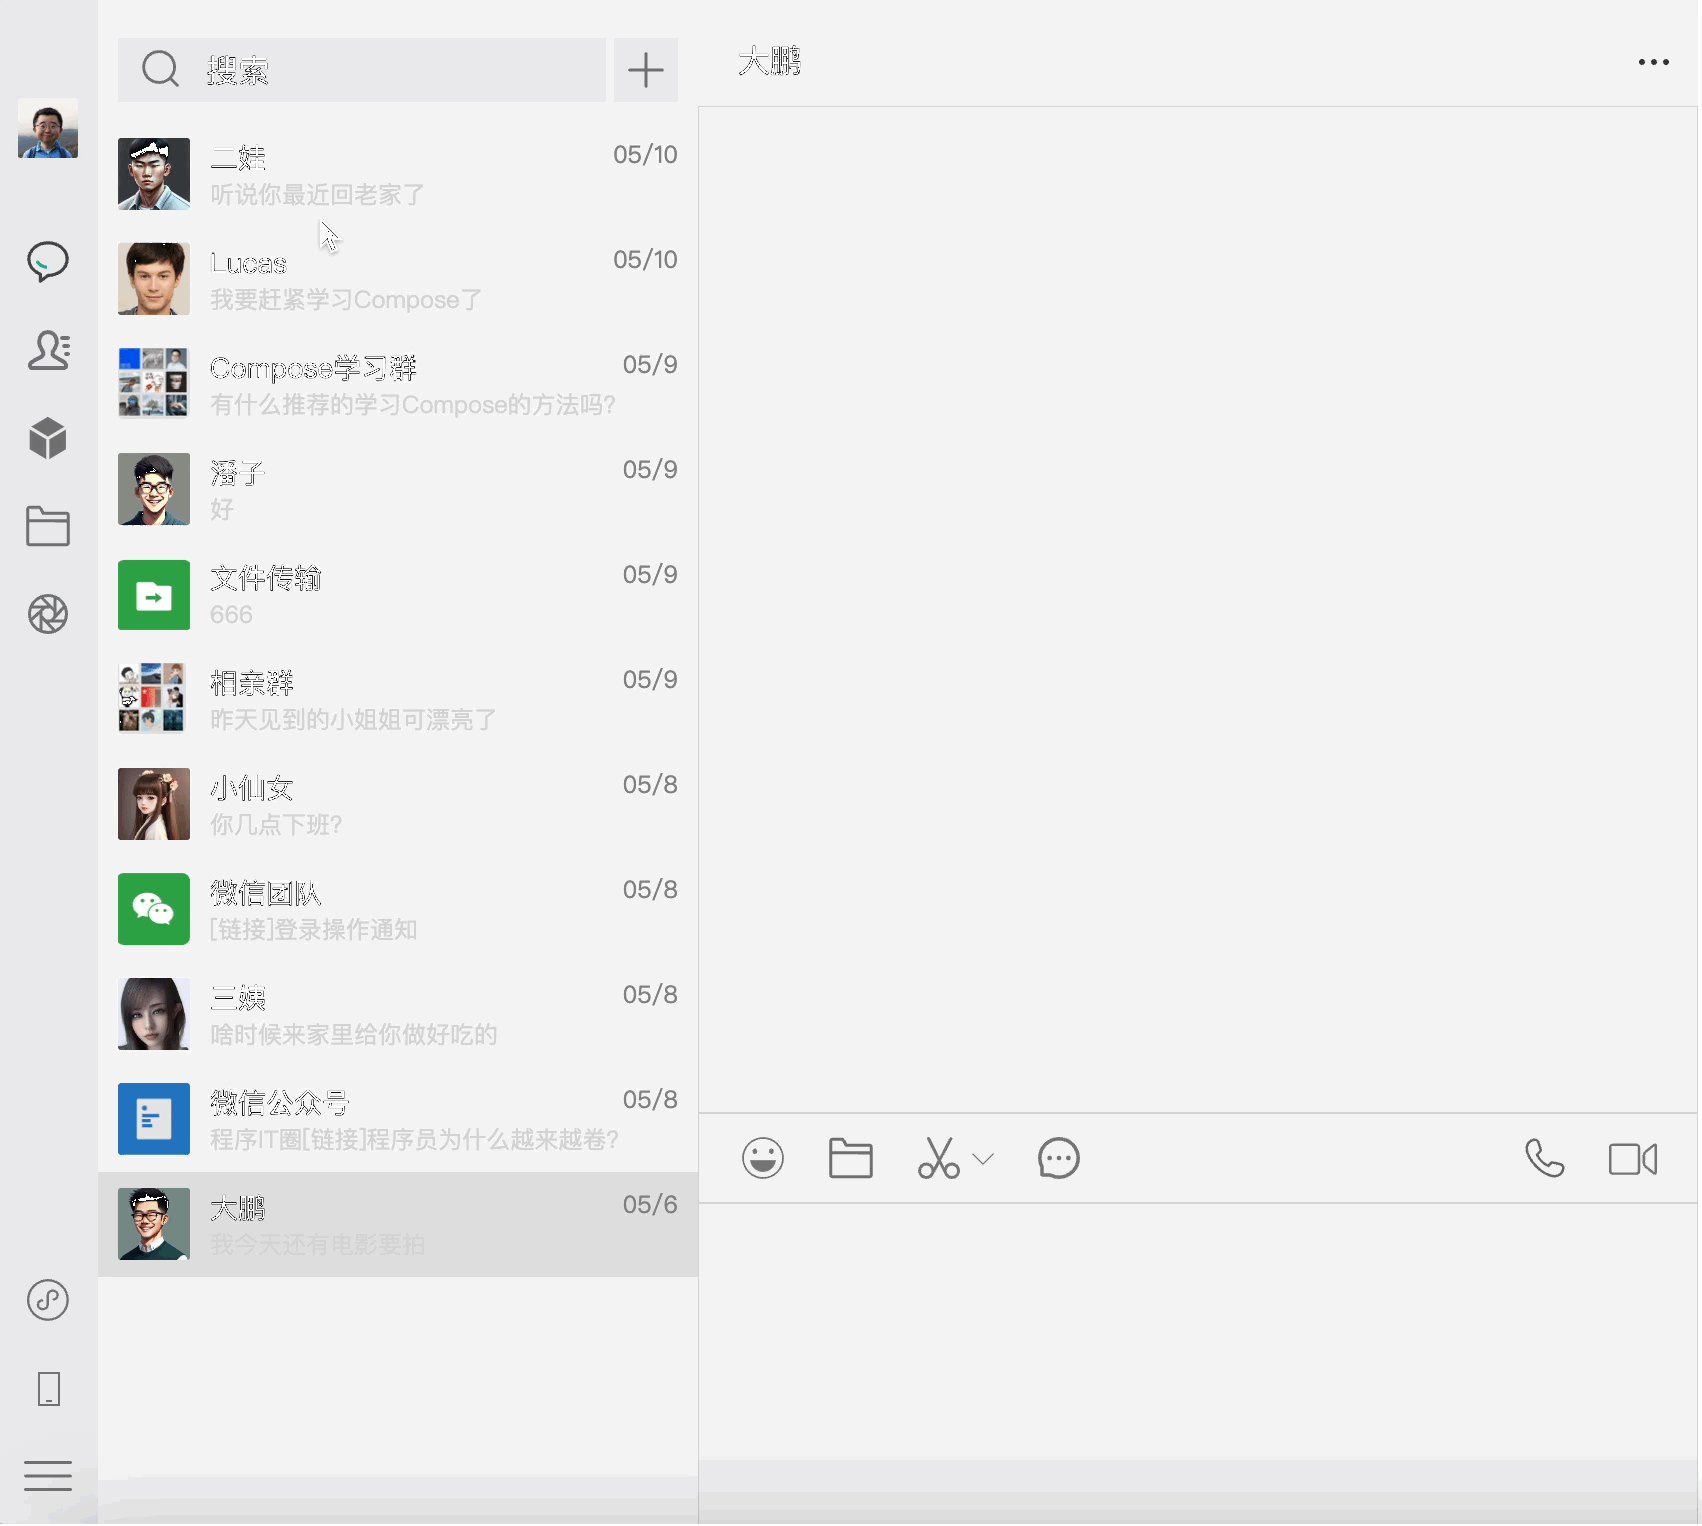 搜索
大鹏
二娃
05/10
听说你最近回老家了
Lucas
05/10
我要赶紧学习Compose了
Compose学习群
05/9
有什么推荐的学习Compose的方法吗?
潘子
05/9
好
文件传输
05/9
666
相亲群
05/9
昨天见到的小姐姐可漂亮了
小仙女
05/8
你几点下班?
微信团队
05/8
[链接]登录操作通知
三姨
05/8
啥时候来家里给你做好吃的
微信公众号
05/8
程序IT圈[链接]程序员为什么越来越卷?
大鹏
05/6
我今天还有电影要拍